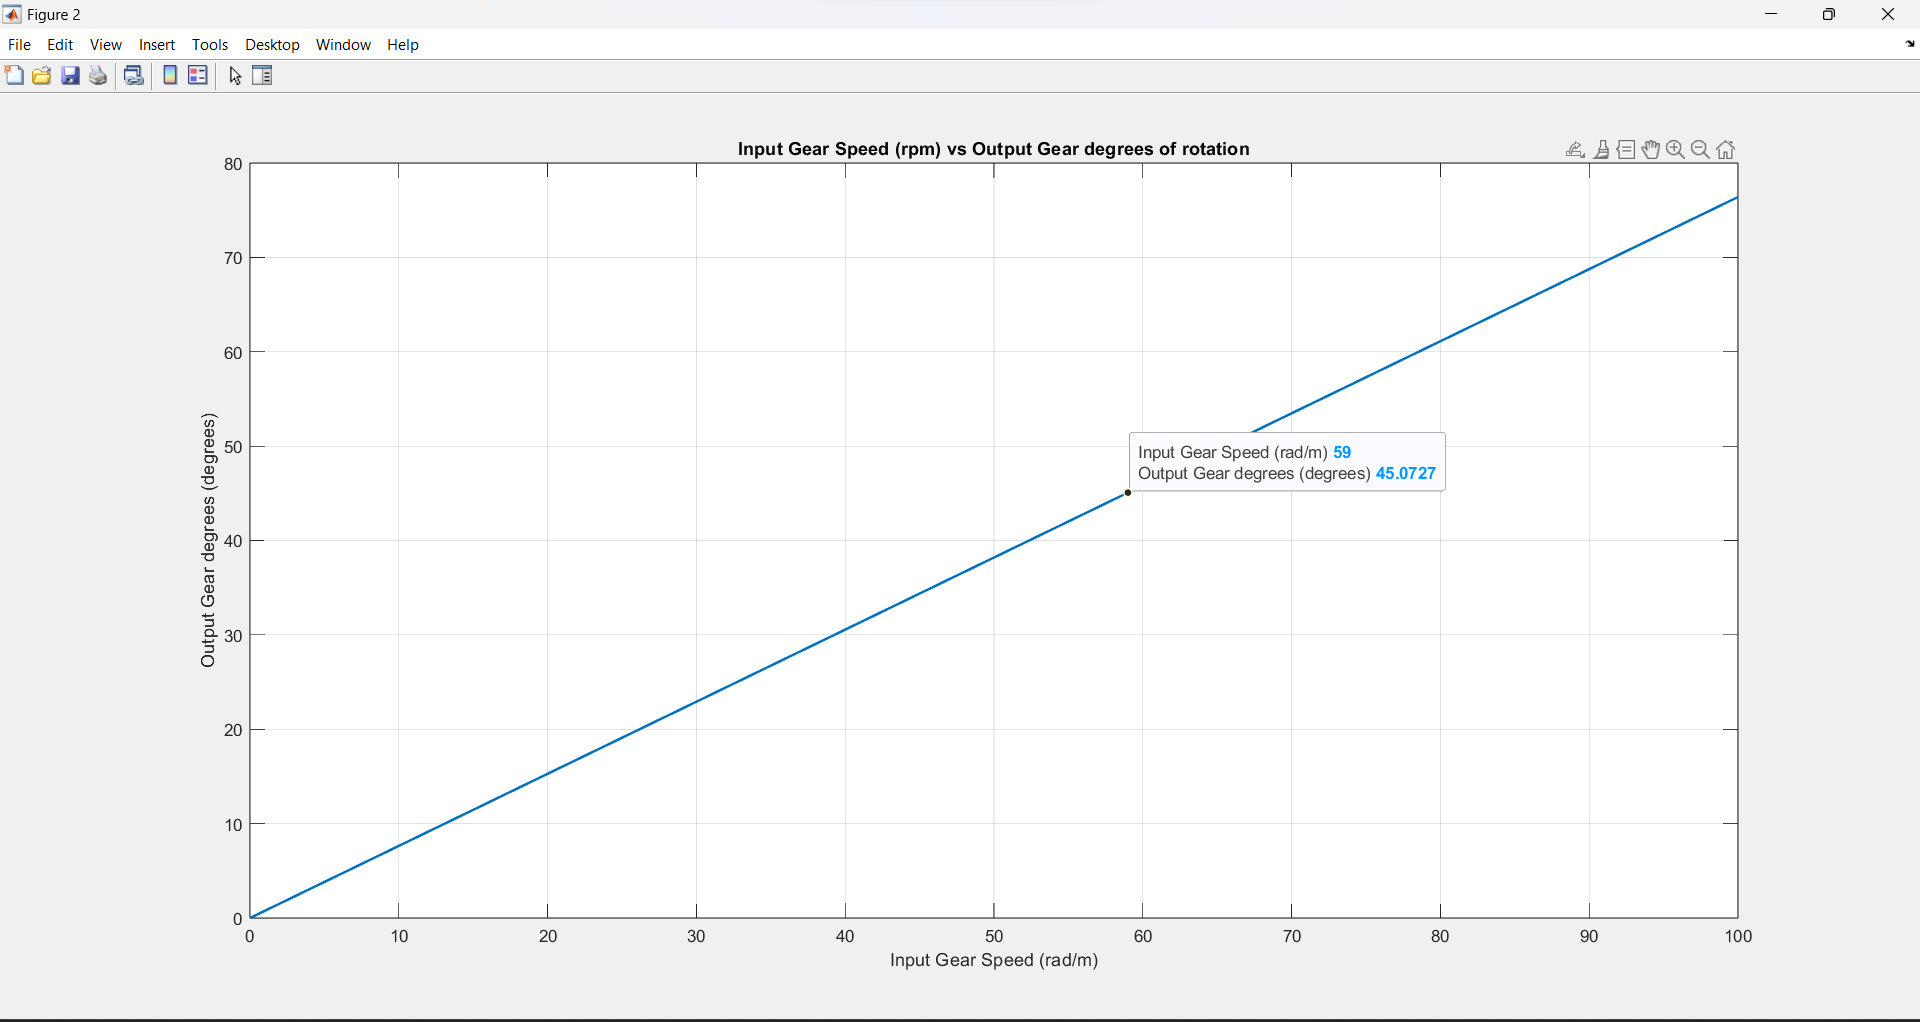 Figure 2
File Edit View Insert Tools Desktop Window Help
Input Gear Speed (rpm) vs Output Gear degrees of rotation
80
70
60
50
40
30
20
10
0
Output Gear degrees (degrees)
Input Gear Speed (rad/m) 59
Output Gear degrees (degrees) 45.0727
0 10 20 30 40 50 60 70 80 90 100
Input Gear Speed (rad/m)